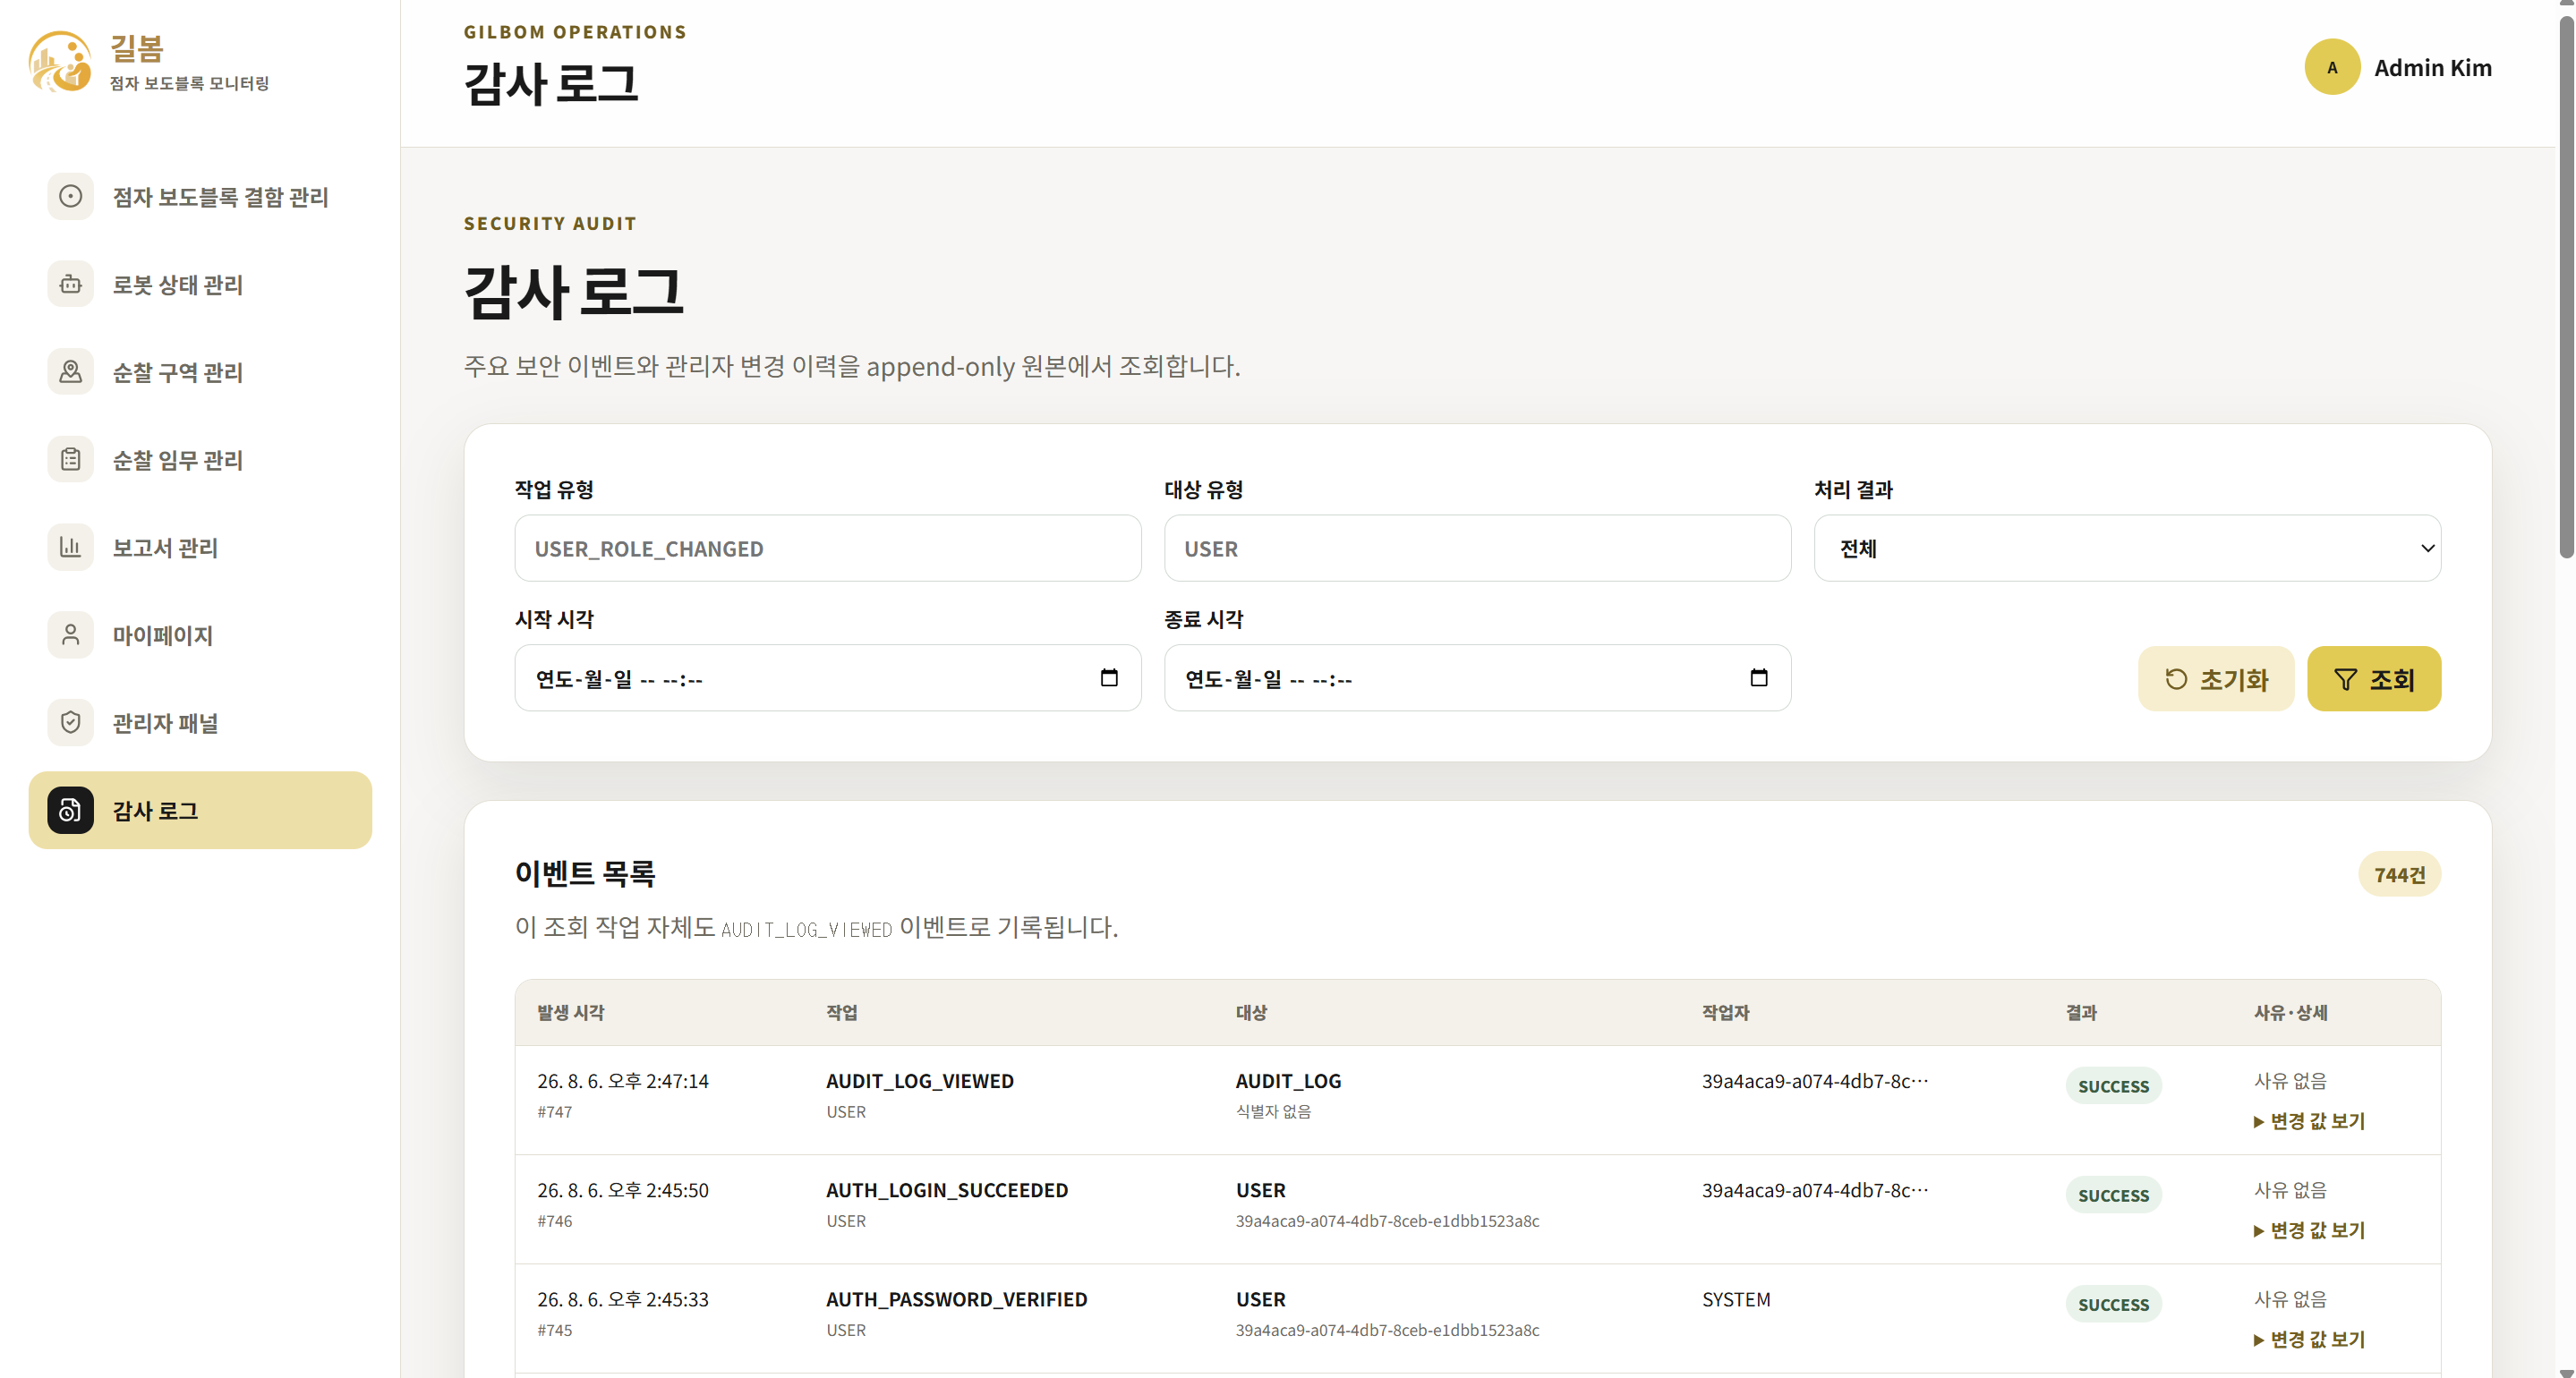 길봄
점자 보도블록 모니터링
점자 보도블록 결함 관리
로봇 상태 관리
순찰 구역 관리
순찰 임무 관리
보고서 관리
마이페이지
관리자 패널
감사 로그
GILBOM OPERATIONS
감사 로그
A
Admin Kim
SECURITY AUDIT
감사 로그
주요 보안 이벤트와 관리자 변경 이력을 append-only 원본에서 조회합니다.
작업 유형 대상 유형 처리 결과
USER_ROLE_CHANGED USER 전체
시작 시각 종료 시각
연도-월-일 -- --:-- 연도-월-일 -- --:-- 초기화 조회
이벤트 목록
744건
이 조회 작업 자체도 AUDIT_LOG_VIEWED 이벤트로 기록됩니다.
발생 시각 작업 대상 작업자 결과 사유·상세
26. 8. 6. 오후 2:47:14 AUDIT_LOG_VIEWED AUDIT_LOG 39a4aca9-a074-4db7-8c… SUCCESS 사유 없음
#747 USER 식별자 없음 ▶ 변경 값 보기
26. 8. 6. 오후 2:45:50 AUTH_LOGIN_SUCCEEDED USER 39a4aca9-a074-4db7-8c… SUCCESS 사유 없음
#746 USER 39a4aca9-a074-4db7-8ceb-e1dbb1523a8c ▶ 변경 값 보기
26. 8. 6. 오후 2:45:33 AUTH_PASSWORD_VERIFIED USER SYSTEM SUCCESS 사유 없음
#745 USER 39a4aca9-a074-4db7-8ceb-e1dbb1523a8c ▶ 변경 값 보기